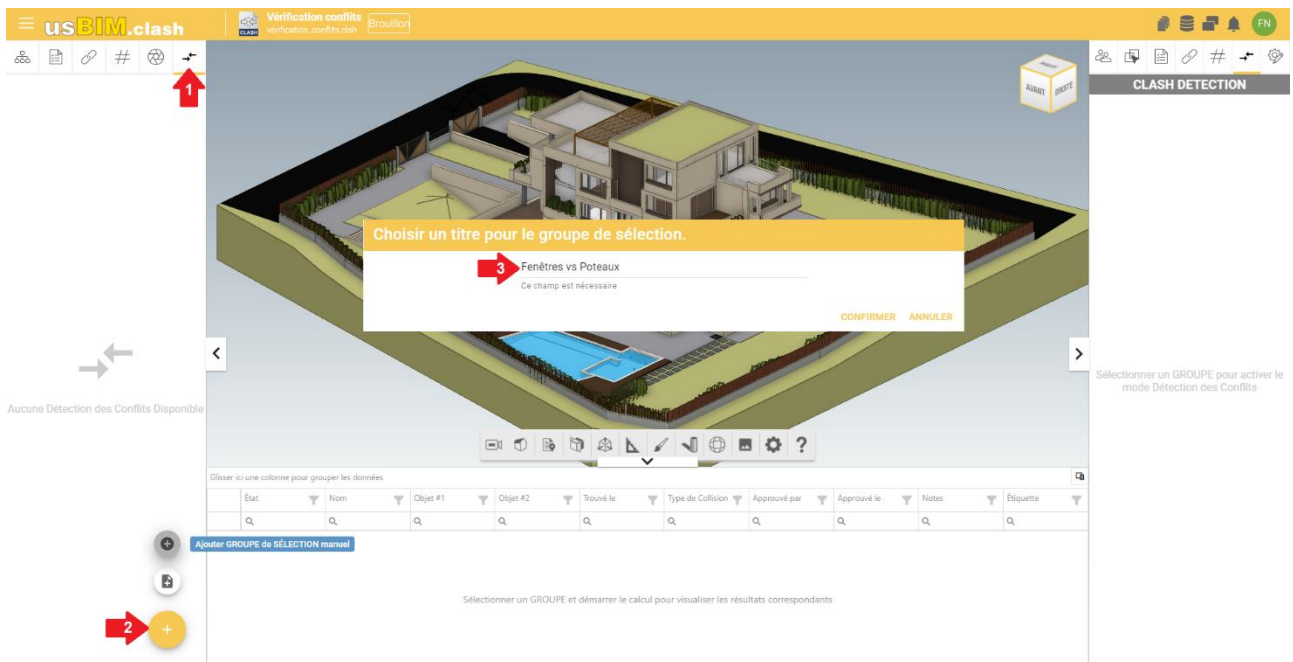 usBIM.clash
CLASH
Vérification conflits
vérification_conflits.clsh
Brouillon
FN
#
1
HAUT
AVANT
DROITE
#
CLASH DETECTION
Choisir un titre pour le groupe de sélection.
3
Fenêtres vs Poteaux
Ce champ est nécessaire
CONFIRMER ANNULER
Aucune Détection des Conflits Disponible
Sélectionner un GROUPE pour activer le
mode Détection des Conflits
?
Glisser ici une colonne pour grouper les données
État Nom Objet #1 Objet #2 Trouvé le Type de Collision Approuvé par Approuvé le Notes Étiquette
Ajouter GROUPE de SÉLECTION manuel
Sélectionner un GROUPE et démarrer le calcul pour visualiser les résultats correspondants
2
+